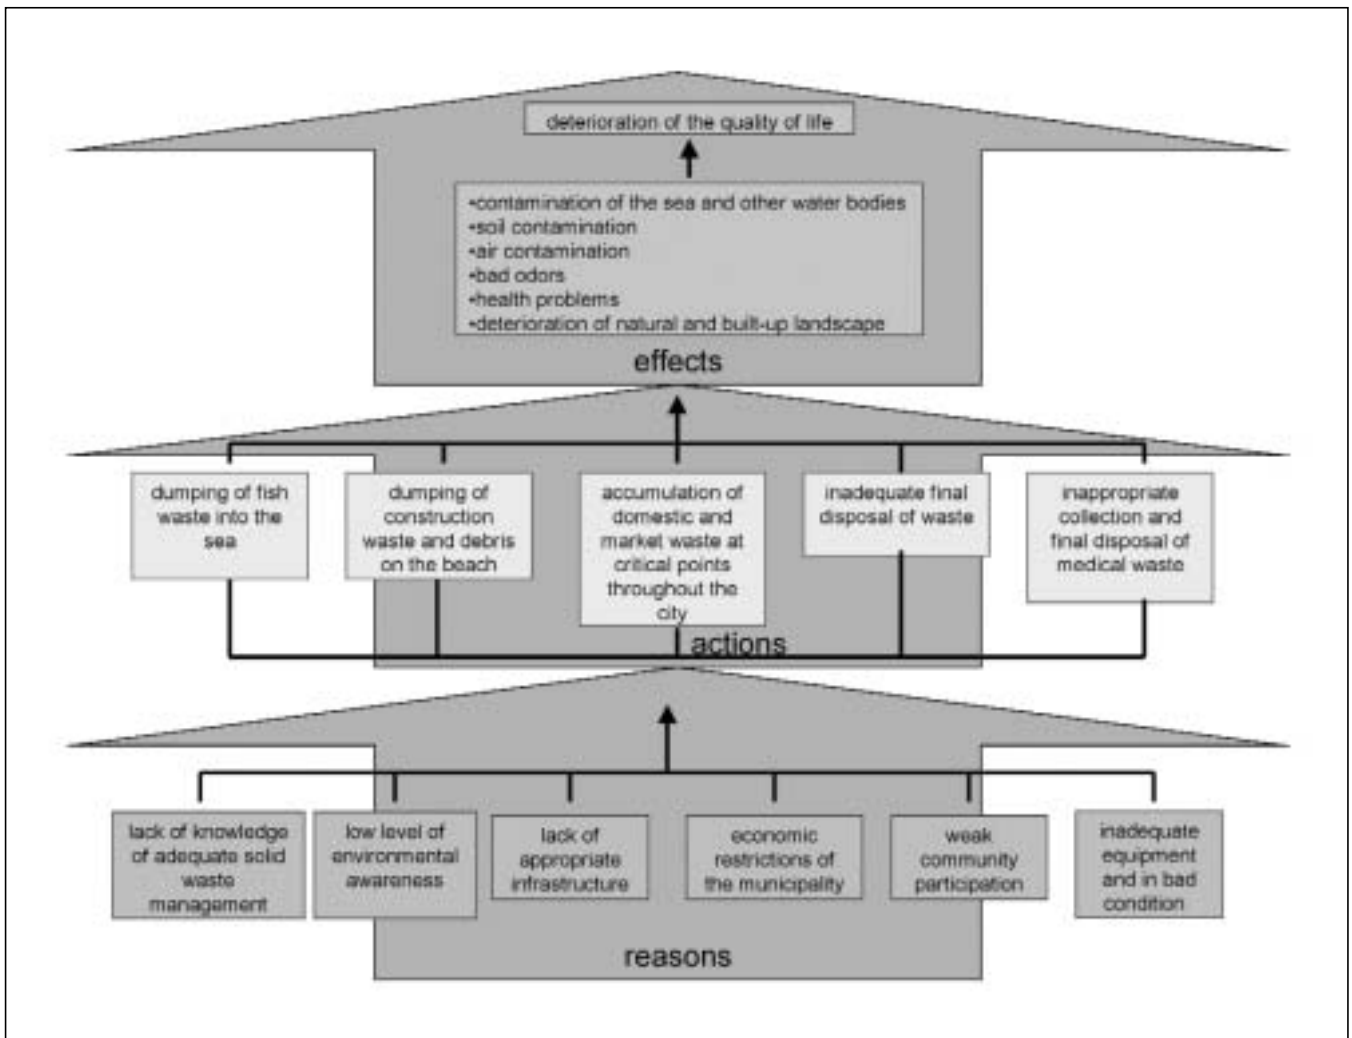 deterioration of the quality of life
•contamination of the sea and other water bodies
•soil contamination
•air contamination
•bad odors
•health problems
•deterioration of natural and built-up landscape
effects
dumping of fish
waste into the
sea
dumping of
construction
waste and debris
on the beach
accumulation of
domestic and
market waste at
critical points
throughout the
city
inadequate final
disposal of waste
inappropriate
collection and
final disposal of
medical waste
actions
lack of knowledge
of adequate solid
waste
management
low level of
environmental
awareness
lack of
appropriate
infrastructure
economic
restrictions of
the municipality
weak
community
participation
inadequate
equipment
and in bad
condition
reasons